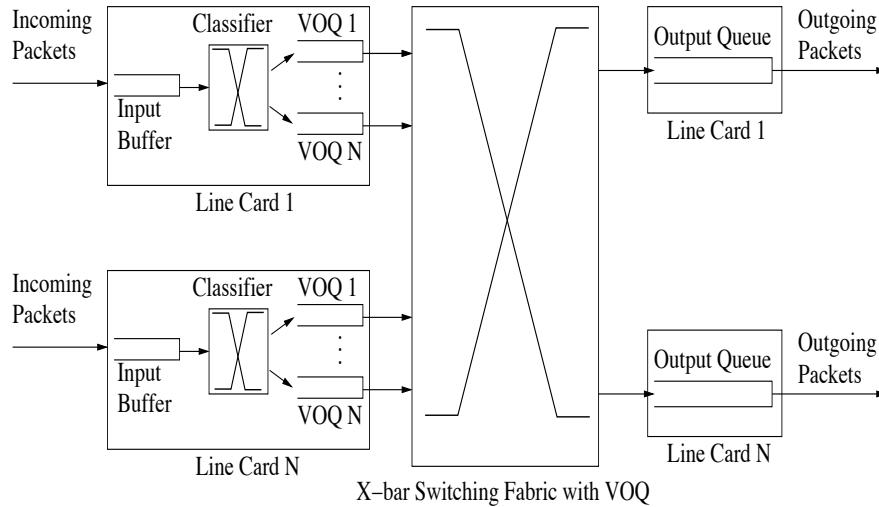 Incoming
Packets
Classifier
VOQ 1
Input
Buffer
VOQ N
Line Card 1
Output Queue
Outgoing
Packets
Line Card 1
Incoming
Packets
Classifier
VOQ 1
Input
Buffer
VOQ N
Line Card N
Output Queue
Outgoing
Packets
Line Card N
X−bar Switching Fabric with VOQ